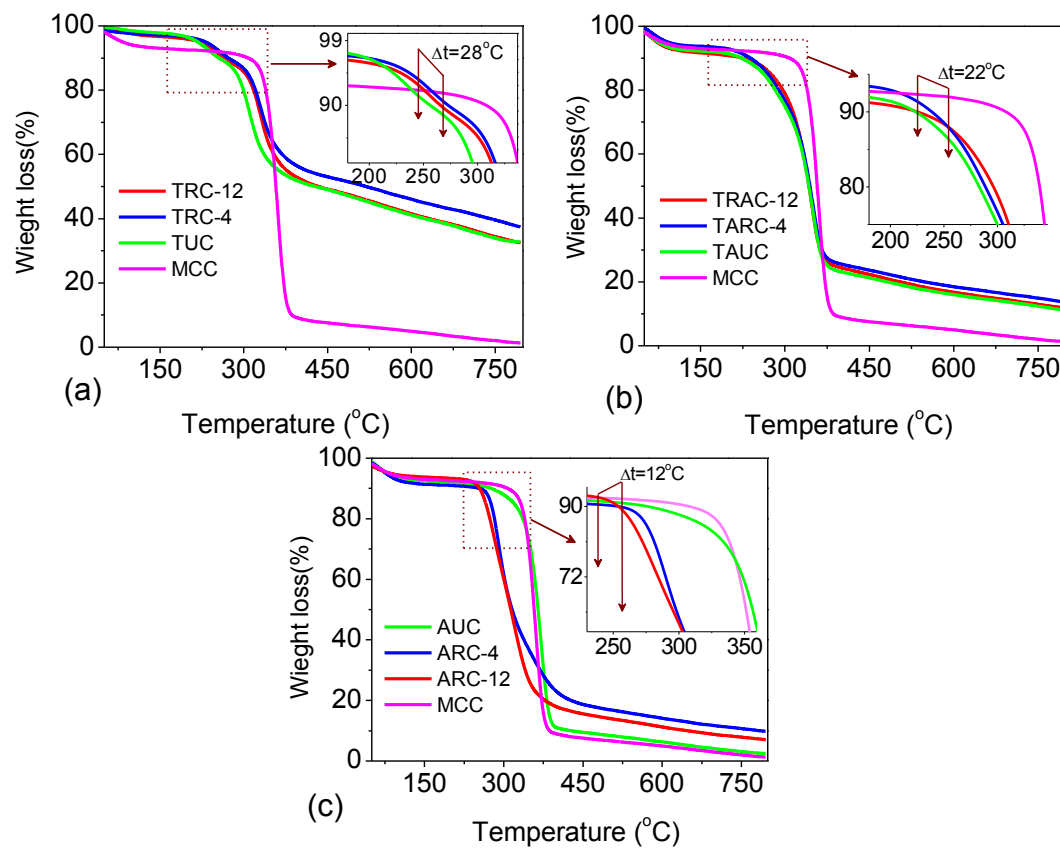 100
80
60
40
20
0
Wieght loss(%)
99
90
Δt=28°C
200
250
300
TRC-12
TRC-4
TUC
MCC
150
300
450
600
750
(a)
Temperature (°C)
100
80
60
40
20
0
Wieght loss(%)
Δt=22°C
90
80
200
250
300
TRAC-12
TARC-4
TAUC
MCC
150
300
450
600
750
(b)
Temperature (°C)
100
80
60
40
20
0
Wieght loss(%)
Δt=12°C
90
72
250
300
350
AUC
ARC-4
ARC-12
MCC
150
300
450
600
750
(c)
Temperature (°C)